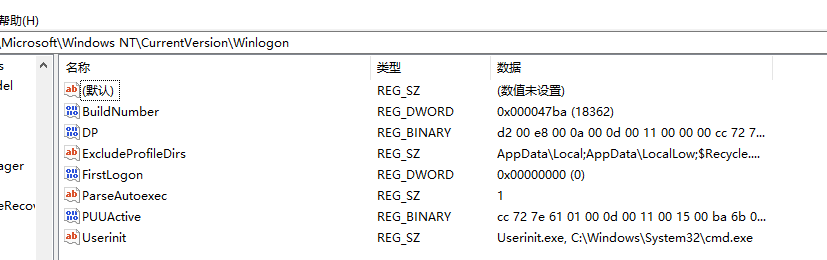 帮助(H)
\Microsoft\Windows NT\CurrentVersion\Winlogon
名称 类型 数据
(默认) REG_SZ (数值未设置)
BuildNumber REG_DWORD 0x000047ba (18362)
DP REG_BINARY d2 00 e8 00 0a 00 0d 00 11 00 00 00 cc 72 7...
ExcludeProfileDirs REG_SZ AppData\Local;AppData\LocalLow;$Recycle....
FirstLogon REG_DWORD 0x00000000 (0)
ParseAutoexec REG_SZ 1
PUUActive REG_BINARY cc 72 7e 61 01 00 0d 00 11 00 15 00 ba 6b 0...
Userinit REG_SZ Userinit.exe, C:\Windows\System32\cmd.exe
s
del
ager
eRecov